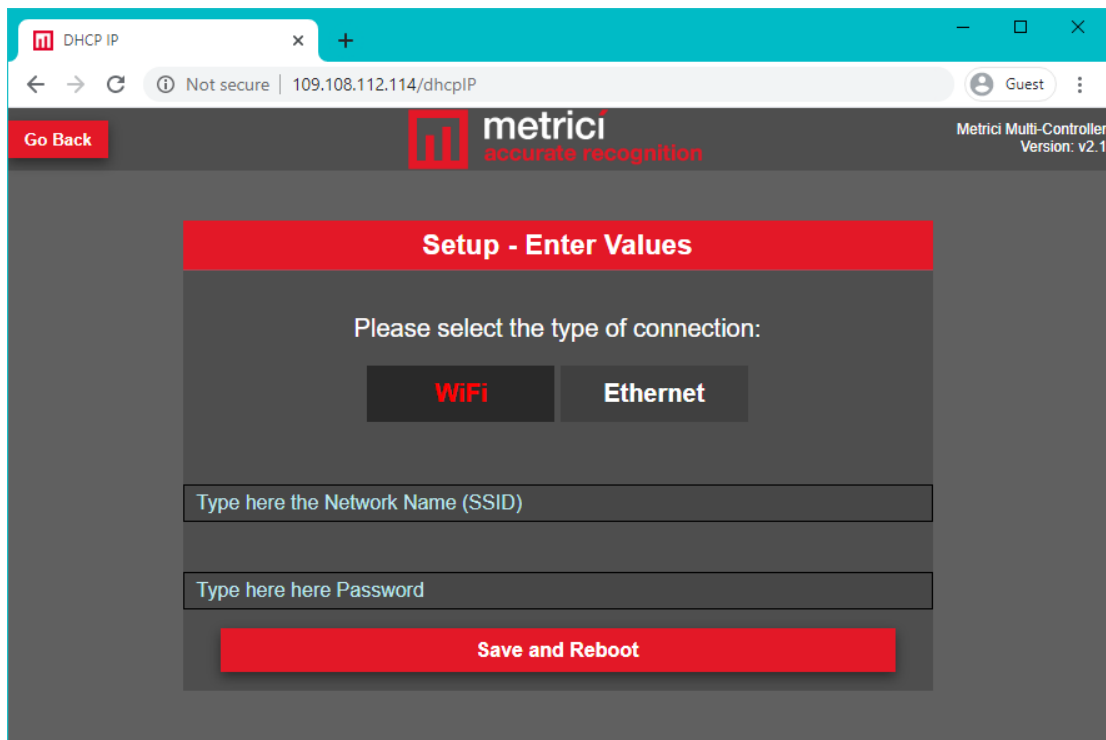 DHCP IP
Not secure | 109.108.112.114/dhcpIP
Guest
Go Back
metrici
accurate recognition
Metrici Multi-Controller
Version: v2.1
Setup - Enter Values
Please select the type of connection:
WiFi
Ethernet
Type here the Network Name (SSID)
Type here here Password
Save and Reboot